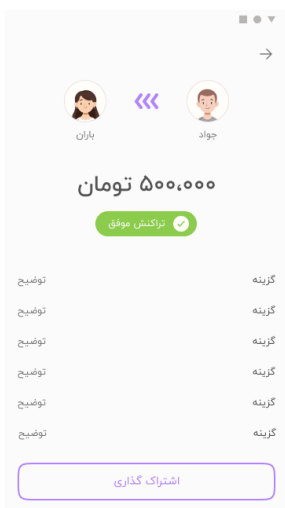 جواد باران
۵۰۰،۰۰۰ تومان
تراکنش موفق
گزینه توضیح
گزینه توضیح
گزینه توضیح
گزینه توضیح
گزینه توضیح
گزینه توضیح
اشتراک گذاری